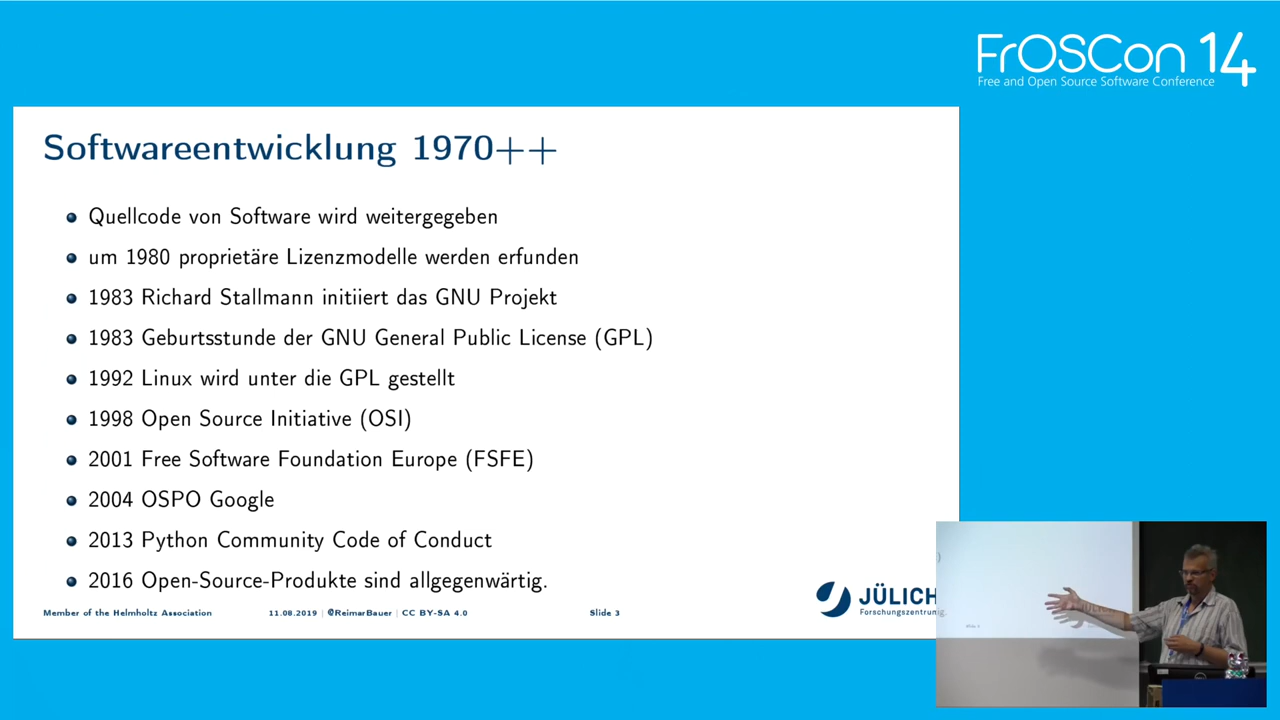 FrOSCon 14
Free and Open Source Software Conference
Softwareentwicklung 1970++
Quellcode von Software wird weitergegeben
um 1980 proprietäre Lizenzmodelle werden erfunden
1983 Richard Stallmann initiiert das GNU Projekt
1983 Geburtsstunde der GNU General Public License (GPL)
1992 Linux wird unter die GPL gestellt
1998 Open Source Initiative (OSI)
2001 Free Software Foundation Europe (FSFE)
2004 OSPO Google
2013 Python Community Code of Conduct
2016 Open-Source-Produkte sind allgegenwärtig.
Member of the Helmholtz Association 11.08.2019 | @ReimarBauer | CC BY-SA 4.0 Slide 3
JÜLICH
Forschungszentrum